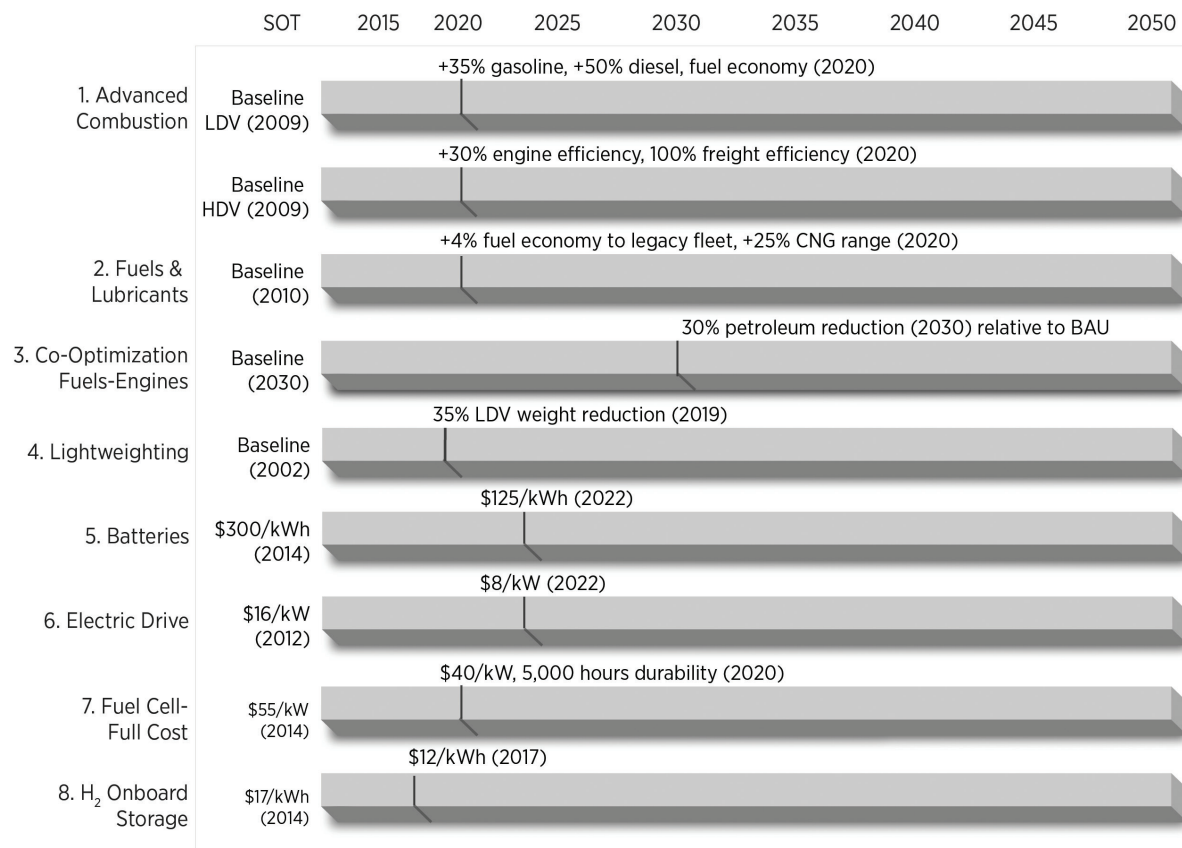 SOT 2015 2020 2025 2030 2035 2040 2045 2050
+35% gasoline, +50% diesel, fuel economy (2020)
1. Advanced
Combustion
Baseline
LDV (2009)
+30% engine efficiency, 100% freight efficiency (2020)
Baseline
HDV (2009)
+4% fuel economy to legacy fleet, +25% CNG range (2020)
2. Fuels &
Lubricants
Baseline
(2010)
30% petroleum reduction (2030) relative to BAU
3. Co-Optimization
Fuels-Engines
Baseline
(2030)
35% LDV weight reduction (2019)
4. Lightweighting
Baseline
(2002)
$125/kWh (2022)
5. Batteries
$300/kWh
(2014)
$8/kW (2022)
6. Electric Drive
$16/kW
(2012)
$40/kW, 5,000 hours durability (2020)
7. Fuel Cell-
Full Cost
$55/kW
(2014)
$12/kWh (2017)
8. H₂ Onboard
Storage
$17/kWh
(2014)